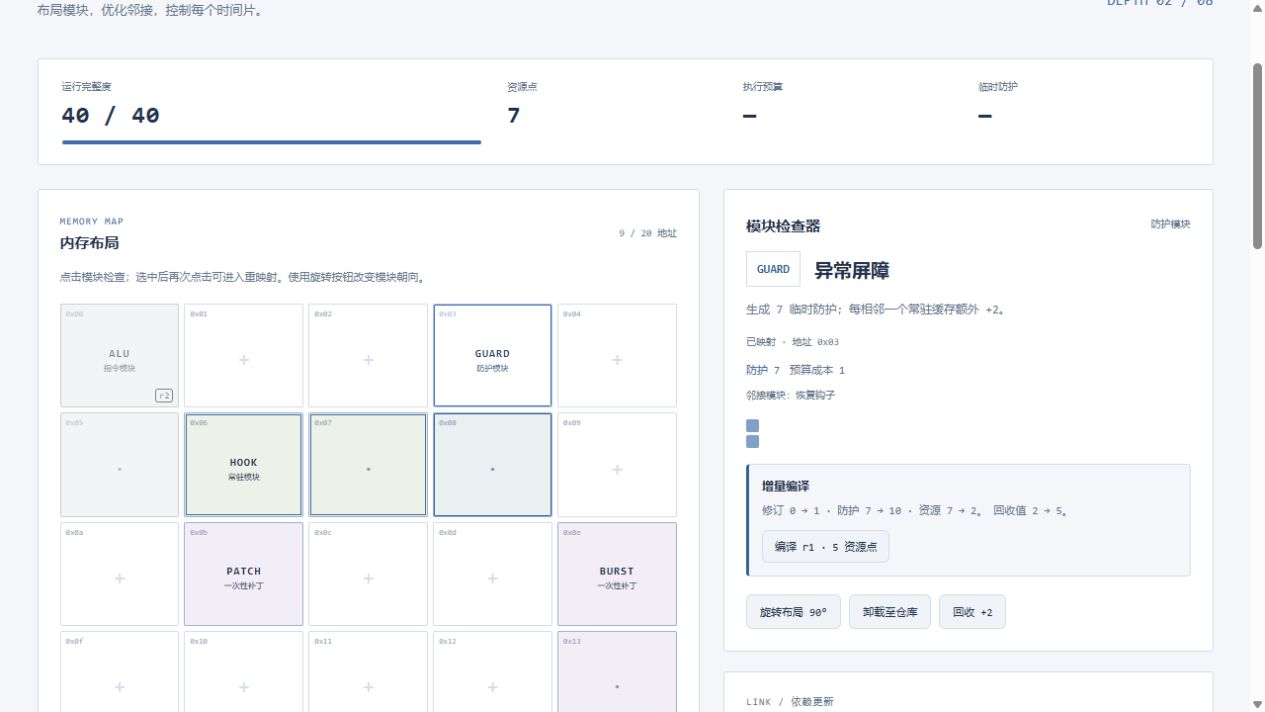 布局模块，优化邻接，控制每个时间片。
DEPTH 02 / 08
运行完整度
40 / 40
资源点
7
执行预算
—
临时防护
—
MEMORY MAP
内存布局
9 / 20 地址
点击模块检查；选中后再次点击可进入重映射。使用旋转按钮改变模块朝向。
0x00
ALU
指令模块
r2
0x01
+
0x02
+
0x03
GUARD
防护模块
0x04
+
0x05
0x06
HOOK
常驻模块
0x07
0x08
0x09
+
0x0a
+
0x0b
PATCH
一次性补丁
0x0c
+
0x0d
+
0x0e
BURST
一次性补丁
0x0f
+
0x10
+
0x11
+
0x12
+
0x13
模块检查器
防护模块
GUARD
异常屏障
生成 7 临时防护；每相邻一个常驻缓存额外 +2。
已映射 · 地址 0x03
防护 7 预算成本 1
邻接模块：恢复钩子
增量编译
修订 0 → 1 · 防护 7 → 10 · 资源 7 → 2。 回收值 2 → 5。
编译 r1 · 5 资源点
旋转布局 90°
卸载至仓库
回收 +2
LINK / 依赖更新